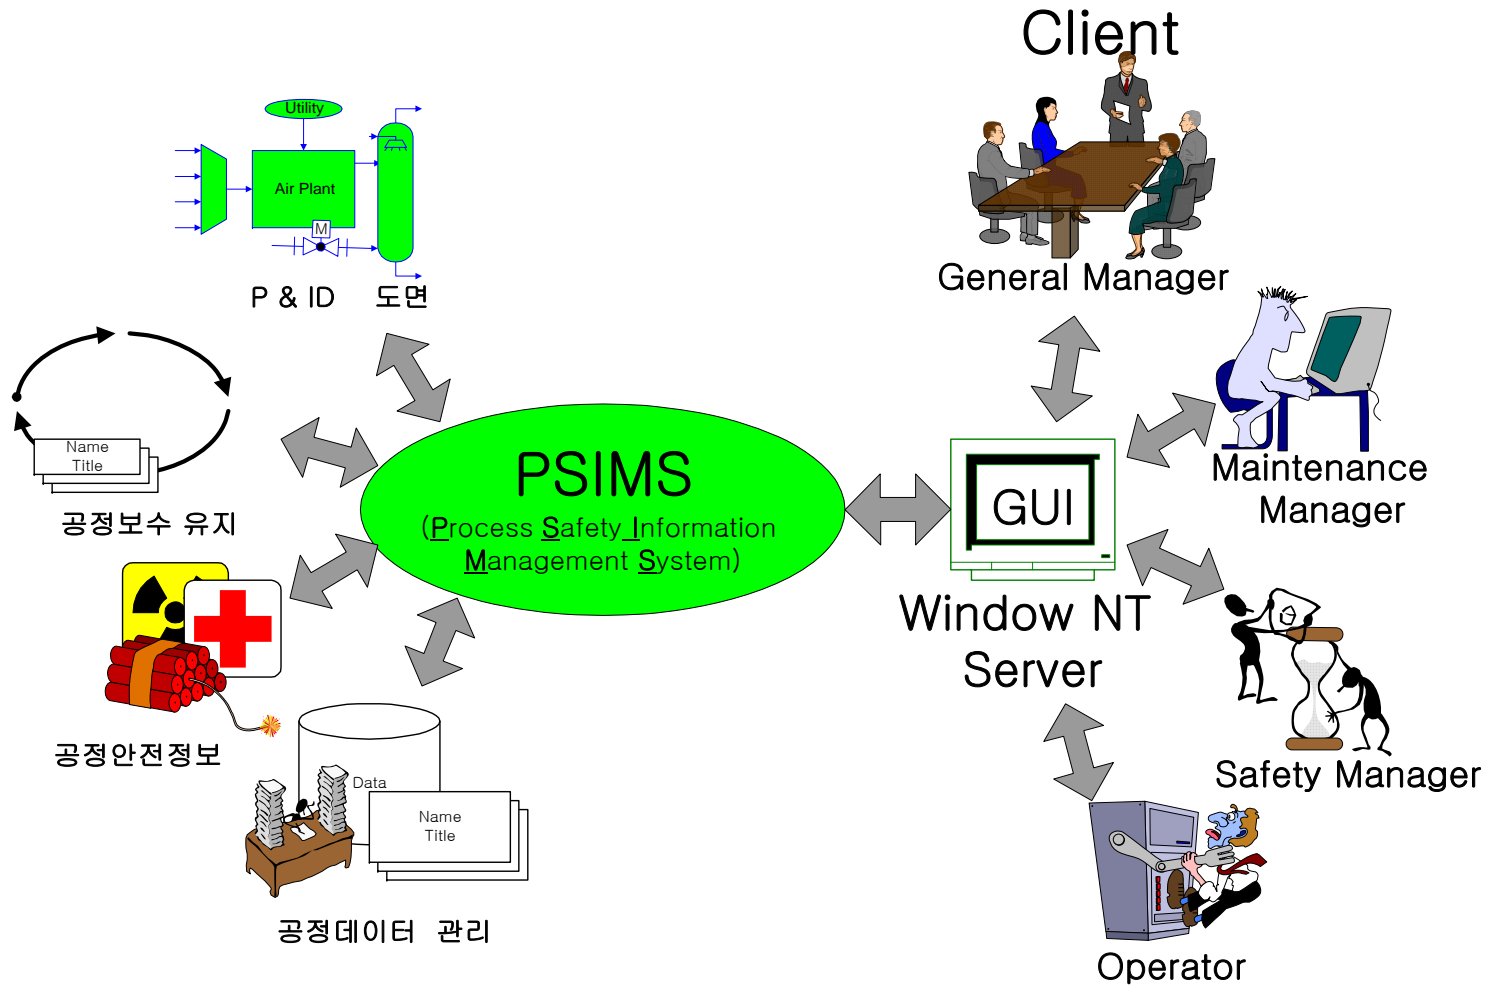 Client
Utility
Air Plant
M
P & ID 도면
General Manager
Name
Title
공정보수 유지
PSIMS
(Process Safety Information
Management System)
GUI
Window NT
Server
Maintenance
Manager
공정안전정보
Safety Manager
Data
Name
Title
공정데이터 관리
Operator